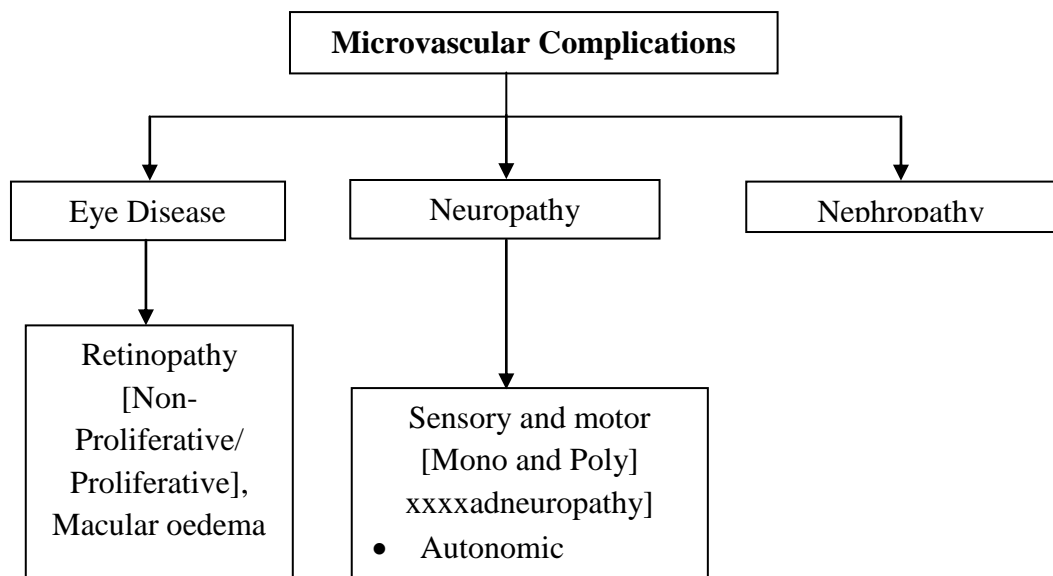 Microvascular Complications
Eye Disease
Neuropathy
Nephropathy
Retinopathy
[Non-
Proliferative/
Proliferative],
Macular oedema
Sensory and motor
[Mono and Poly]
xxxxadneuropathy]
• Autonomic